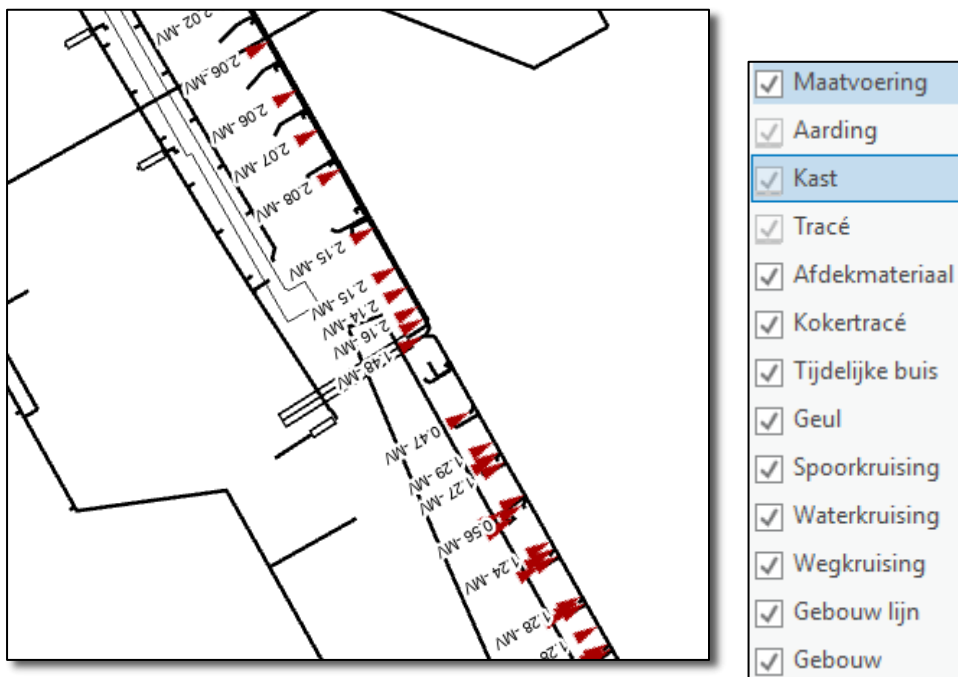 2.02 -MV
2.06 -MV
2.06 -MV
2.07 -MV
2.08 -MV
2.15 -MV
2.15 -MV
2.14 -MV
2.16 -MV
1.48 -MV
0.47 -MV
1.29 -MV
1.27 -MV
0.56 -MV
1.24 -MV
1.28 -MV
Maatvoering
Aarding
Kast
Tracé
Afdekmateriaal
Kokertracé
Tijdelijke buis
Geul
Spoorkruising
Waterkruising
Wegkruising
Gebouw lijn
Gebouw